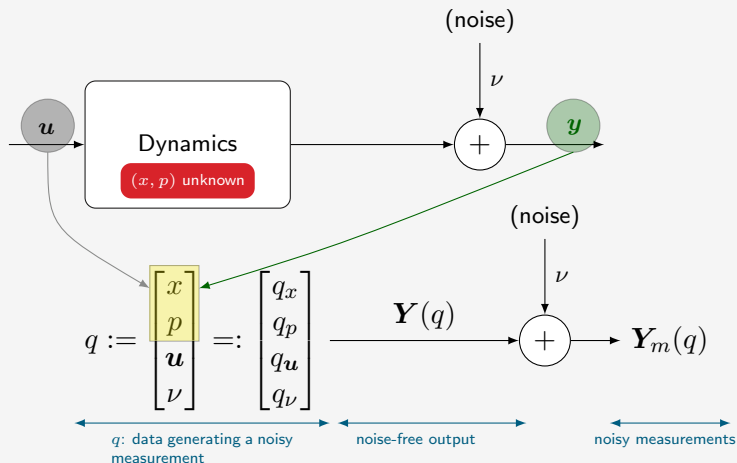 (noise)
ν
u
Dynamics
(x, p) unknown
+
y
(noise)
ν
q := [x p u ν] =: [q_x q_p q_u q_ν]
Y(q)
+
Y_m(q)
q: data generating a noisy
measurement
noise-free output
noisy measurements